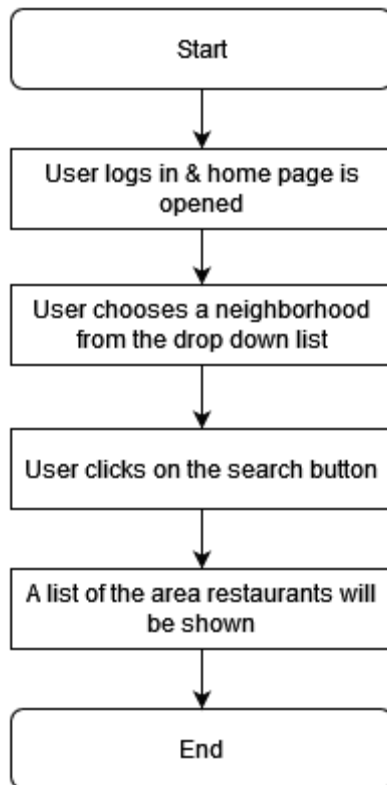 Start
User logs in & home page is
opened
User chooses a neighborhood
from the drop down list
User clicks on the search button
A list of the area restaurants will
be shown
End